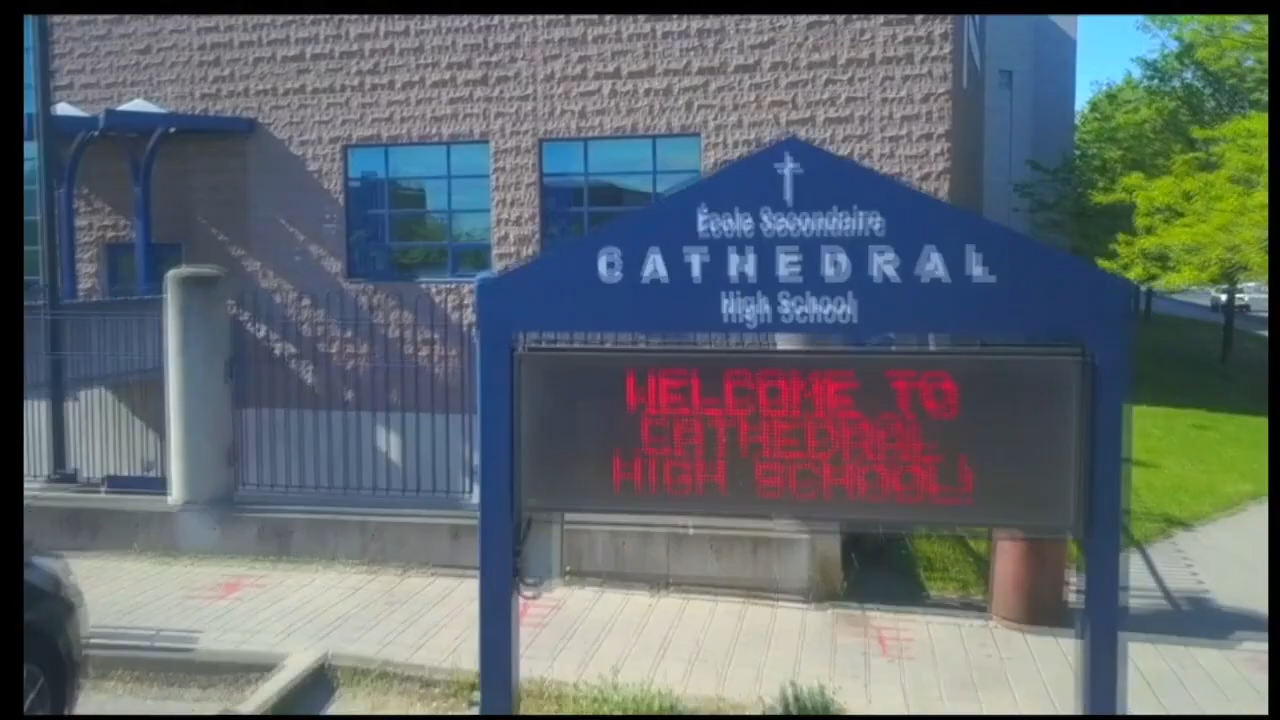 École Secondaire
CATHEDRAL
High School
WELCOME TO
CATHEDRAL
HIGH SCHOOL!